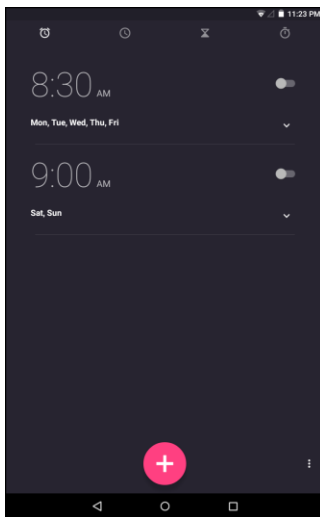 11:23 PM
8:30 AM
Mon, Tue, Wed, Thu, Fri
9:00 AM
Sat, Sun